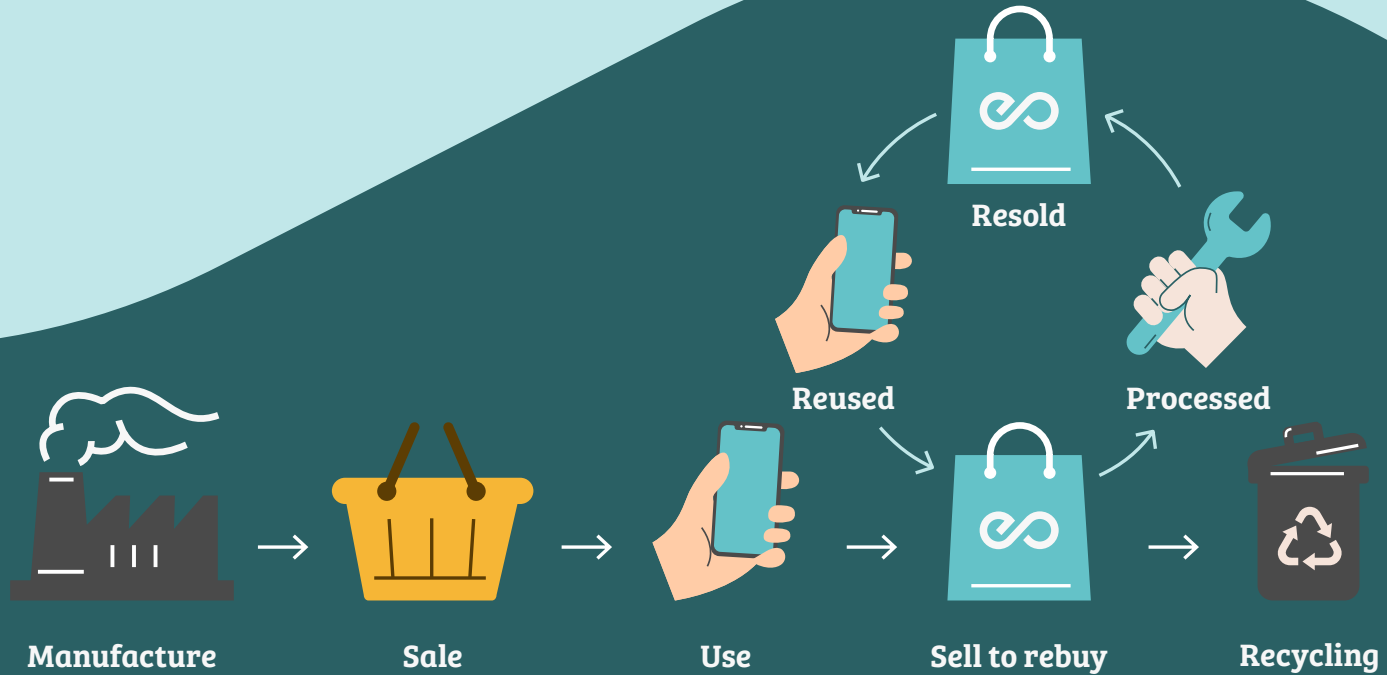 Resold
Reused
Processed
Manufacture
Sale
Use
Sell to rebuy
Recycling